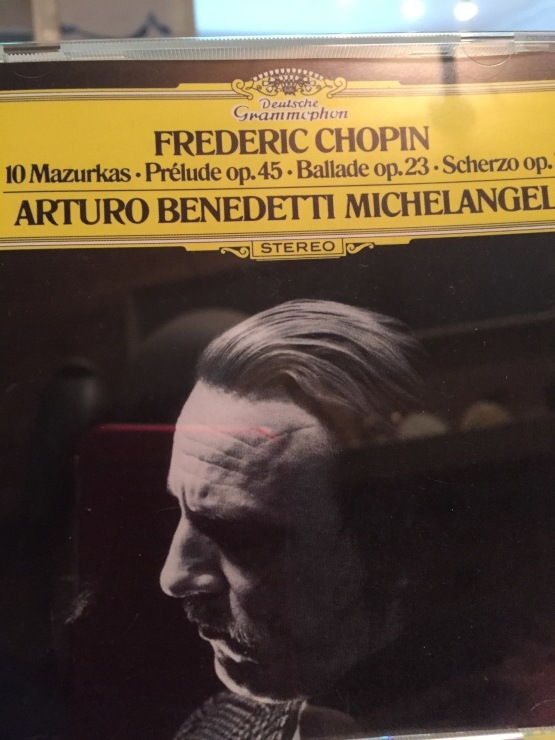 Deutsche
Grammophon
FREDERIC CHOPIN
10 Mazurkas · Prélude op. 45 · Ballade op. 23 · Scherzo op.
ARTURO BENEDETTI MICHELANGEL
STEREO